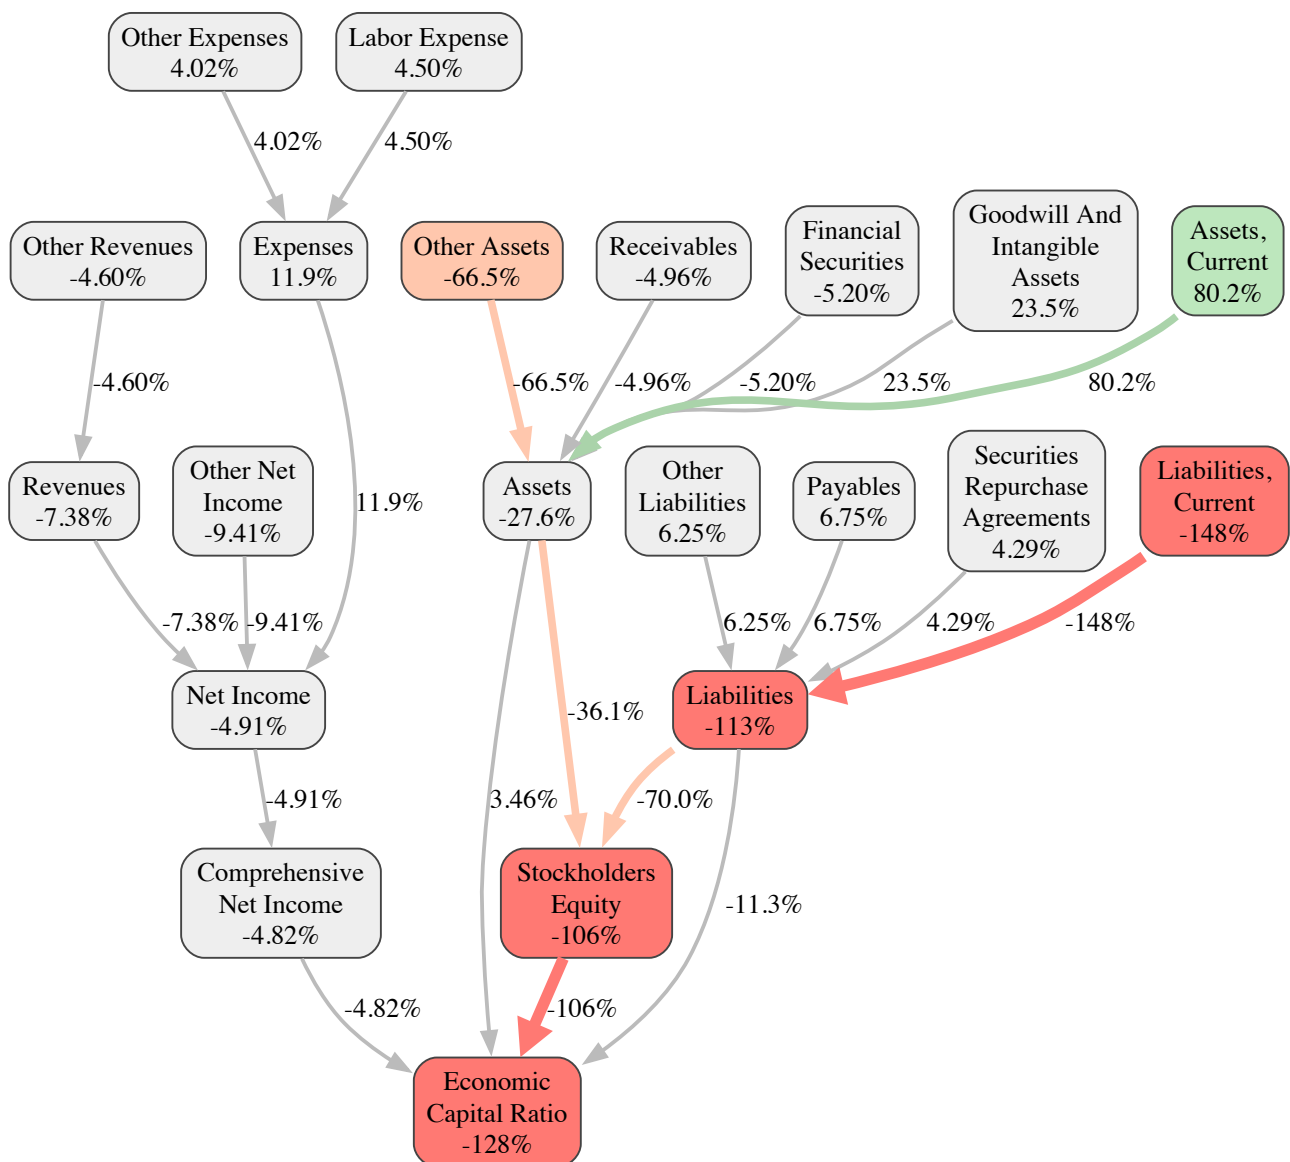 Other Expenses
4.02%
Labor Expense
4.50%
4.02%
4.50%
Other Revenues
-4.60%
Expenses
11.9%
Other Assets
-66.5%
Receivables
-4.96%
Financial
Securities
-5.20%
Goodwill And
Intangible
Assets
23.5%
Assets,
Current
80.2%
-4.60%
-66.5%
-4.96%
-5.20%
23.5%
80.2%
Revenues
-7.38%
Other Net
Income
-9.41%
11.9%
Assets
-27.6%
Other
Liabilities
6.25%
Payables
6.75%
Securities
Repurchase
Agreements
4.29%
Liabilities,
Current
-148%
-7.38%
-9.41%
6.25%
6.75%
4.29%
-148%
Net Income
-4.91%
-36.1%
Liabilities
-113%
-4.91%
3.46%
-70.0%
Comprehensive
Net Income
-4.82%
Stockholders
Equity
-106%
-11.3%
-4.82%
-106%
Economic
Capital Ratio
-128%